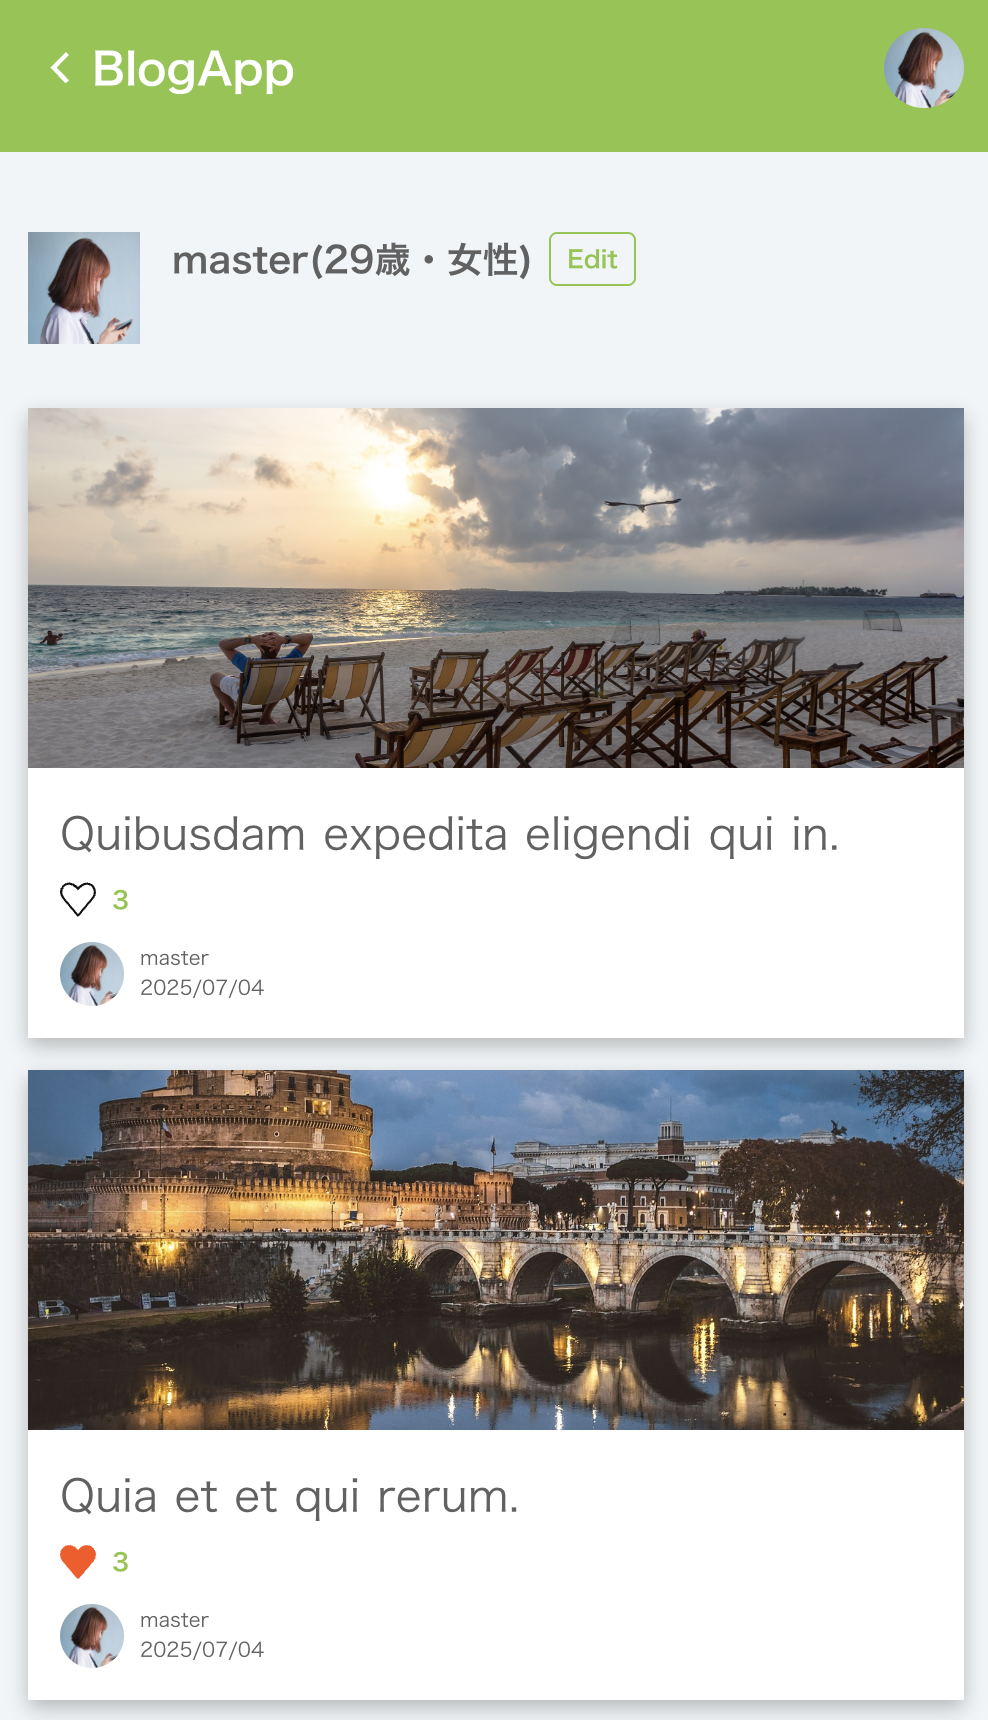 BlogApp
master(29歳・女性)
Edit
Quibusdam expedita eligendi qui in.
3
master
2025/07/04
Quia et et qui rerum.
3
master
2025/07/04